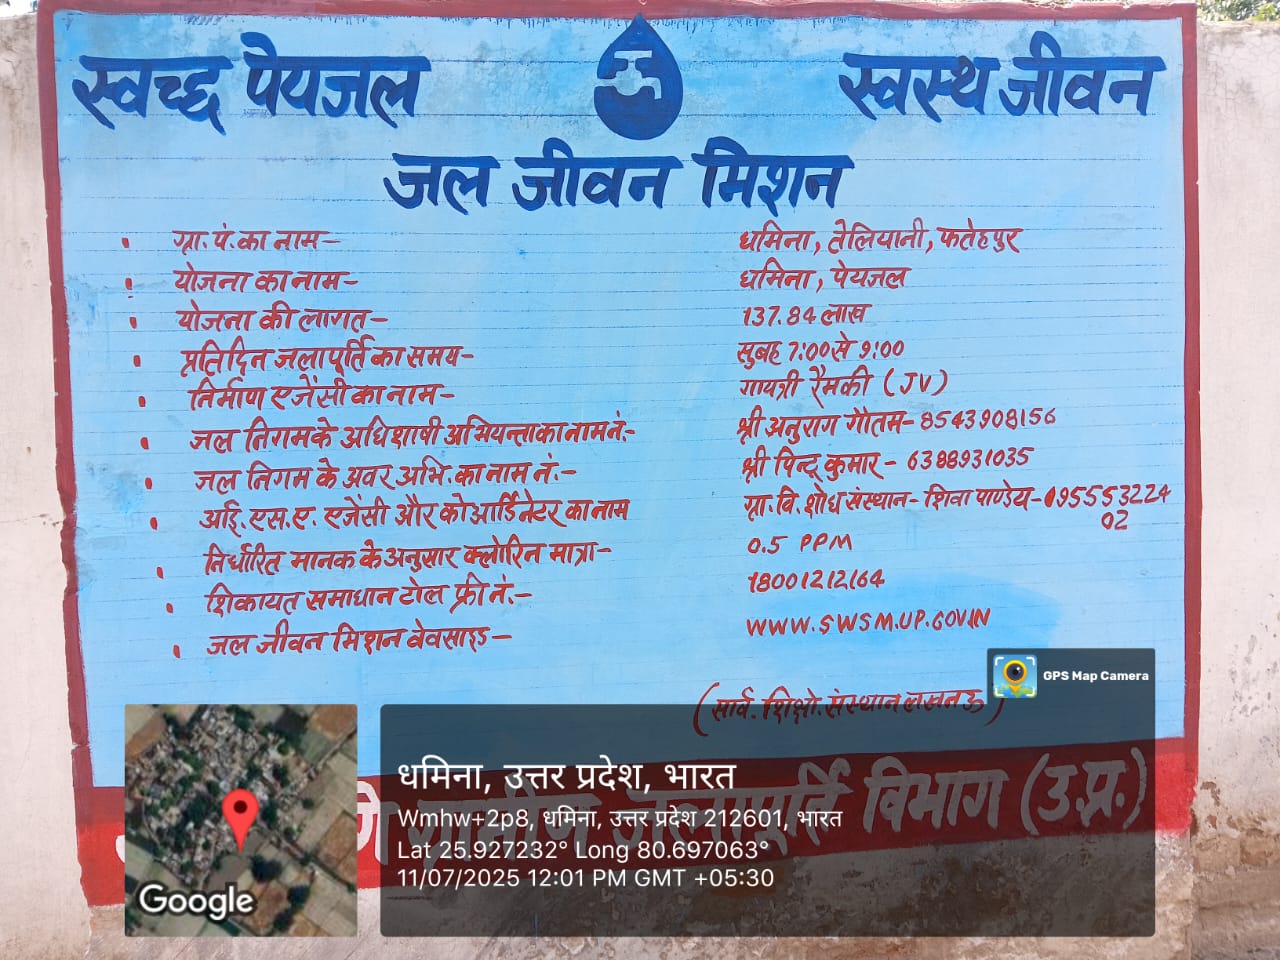 स्वच्छ पेयजल स्वस्थ जीवन
जल जीवन मिशन
ग्रा. पं. का नाम- धमिना, तेलियानी, फतेहपुर
योजना का नाम- धमिना, पेयजल
योजना की लागत- 137.84 लाख
प्रतिदिन जलापूर्ति का समय- सुबह 7:00 से 9:00
निर्माण एजेंसी का नाम- गायत्री रैमकी (JV)
जल निगम के अधिशाषी अभियन्ता का नाम नं.:- श्री अनुराग गौतम- 8543908156
जल निगम के अवर अभि. का नाम नं.:- श्री पिन्टू कुमार- 6388931035
आई. एस. ए. एजेंसी और कोआर्डिनेटर का नाम ग्रा. वि. शोध संस्थान- शिवा पाण्डेय-
निर्धारित मानक के अनुसार क्लोरिन मात्रा- 0.5 PPM
शिकायत समाधान टोल फ्री नं.:- 18001212164
जल जीवन मिशन वेवसाइड- WWW.SWSM.UP.GOV.IN
(सार्व. शिक्षो. संस्थान लखनऊ)
ग्रामीण जलापूर्ति विभाग (उ.प्र.)
GPS Map Camera
धमिना, उत्तर प्रदेश, भारत
Wmhw+2p8, धमिना, उत्तर प्रदेश 212601, भारत
Lat 25.927232° Long 80.697063°
11/07/2025 12:01 PM GMT +05:30
Google